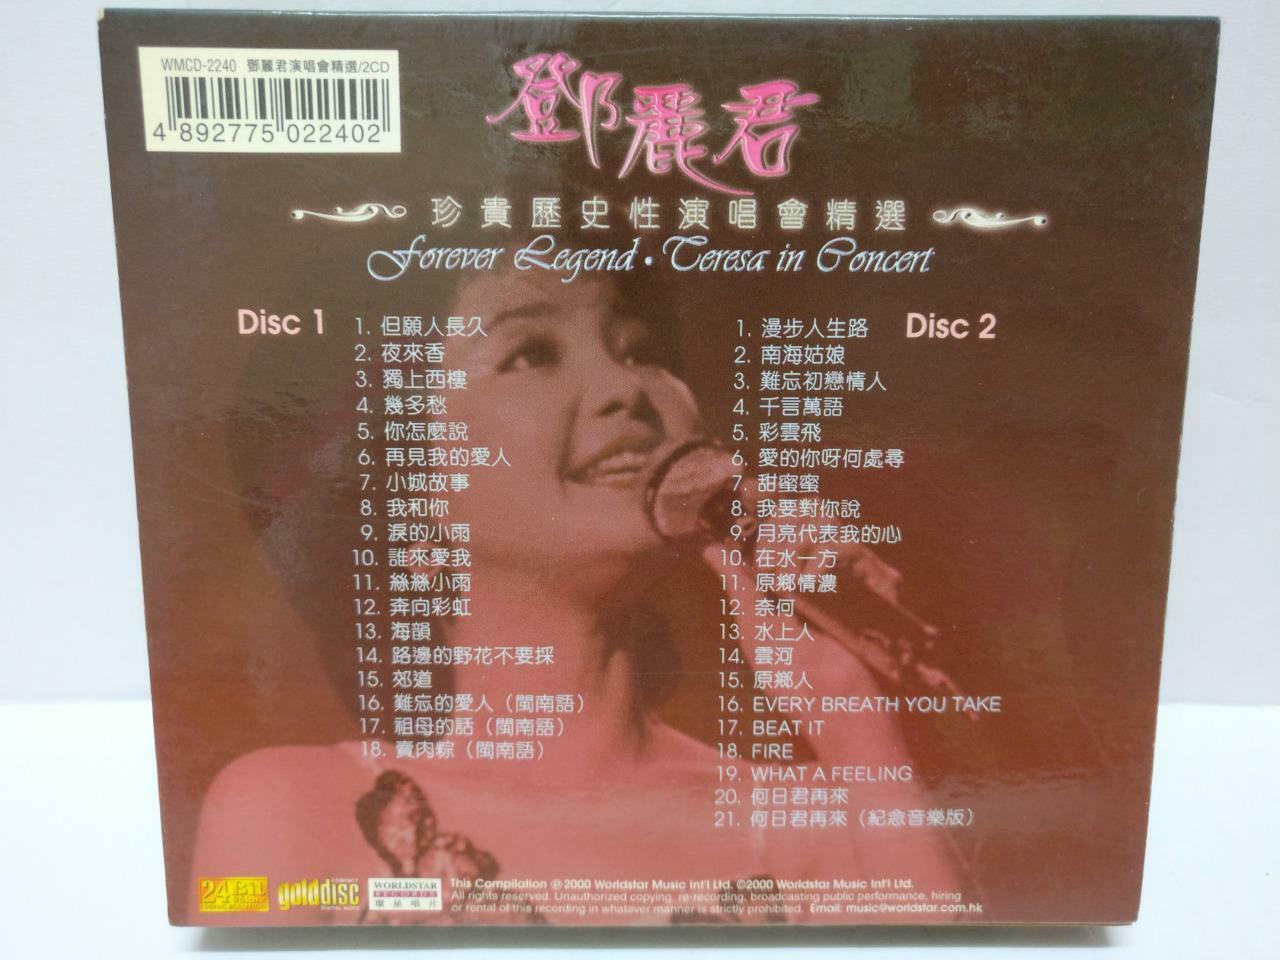 WMCD-2240 鄧麗君演唱會精選/2CD
4 892775 022402
鄧麗君
珍貴歷史性演唱會精選
Forever Legend · Teresa in Concert
Disc 1
1. 但願人長久
2. 夜來香
3. 獨上西樓
4. 幾多愁
5. 你怎麼說
6. 再見我的愛人
7. 小城故事
8. 我和你
9. 淚的小雨
10. 誰來愛我
11. 絲絲小雨
12. 奔向彩虹
13. 海韻
14. 路邊的野花不要採
15. 郊道
16. 難忘的愛人（閩南語）
17. 祖母的話（閩南語）
18. 賣肉粽（閩南語）
Disc 2
1. 漫步人生路
2. 南海姑娘
3. 難忘初戀情人
4. 千言萬語
5. 彩雲飛
6. 愛的你呀何處尋
7. 甜蜜蜜
8. 我要對你說
9. 月亮代表我的心
10. 在水一方
11. 原鄉情濃
12. 奈何
13. 水上人
14. 雲河
15. 原鄉人
16. EVERY BREATH YOU TAKE
17. BEAT IT
18. FIRE
19. WHAT A FEELING
20. 何日君再來
21. 何日君再來（紀念音樂版）
24 Bit
gold disc
COMPACT
DIGITAL AUDIO
WORLDSTAR
RECORDS
環星唱片
This Compilation ℗ 2000 Worldstar Music Int'l Ltd. ©2000 Worldstar Music Int'l Ltd.
All rights reserved. Unauthorized copying, re-recording, broadcasting public performance, hiring
or rental of this recording in whatever manner is strictly prohibited. Email: music@worldstar.com.hk